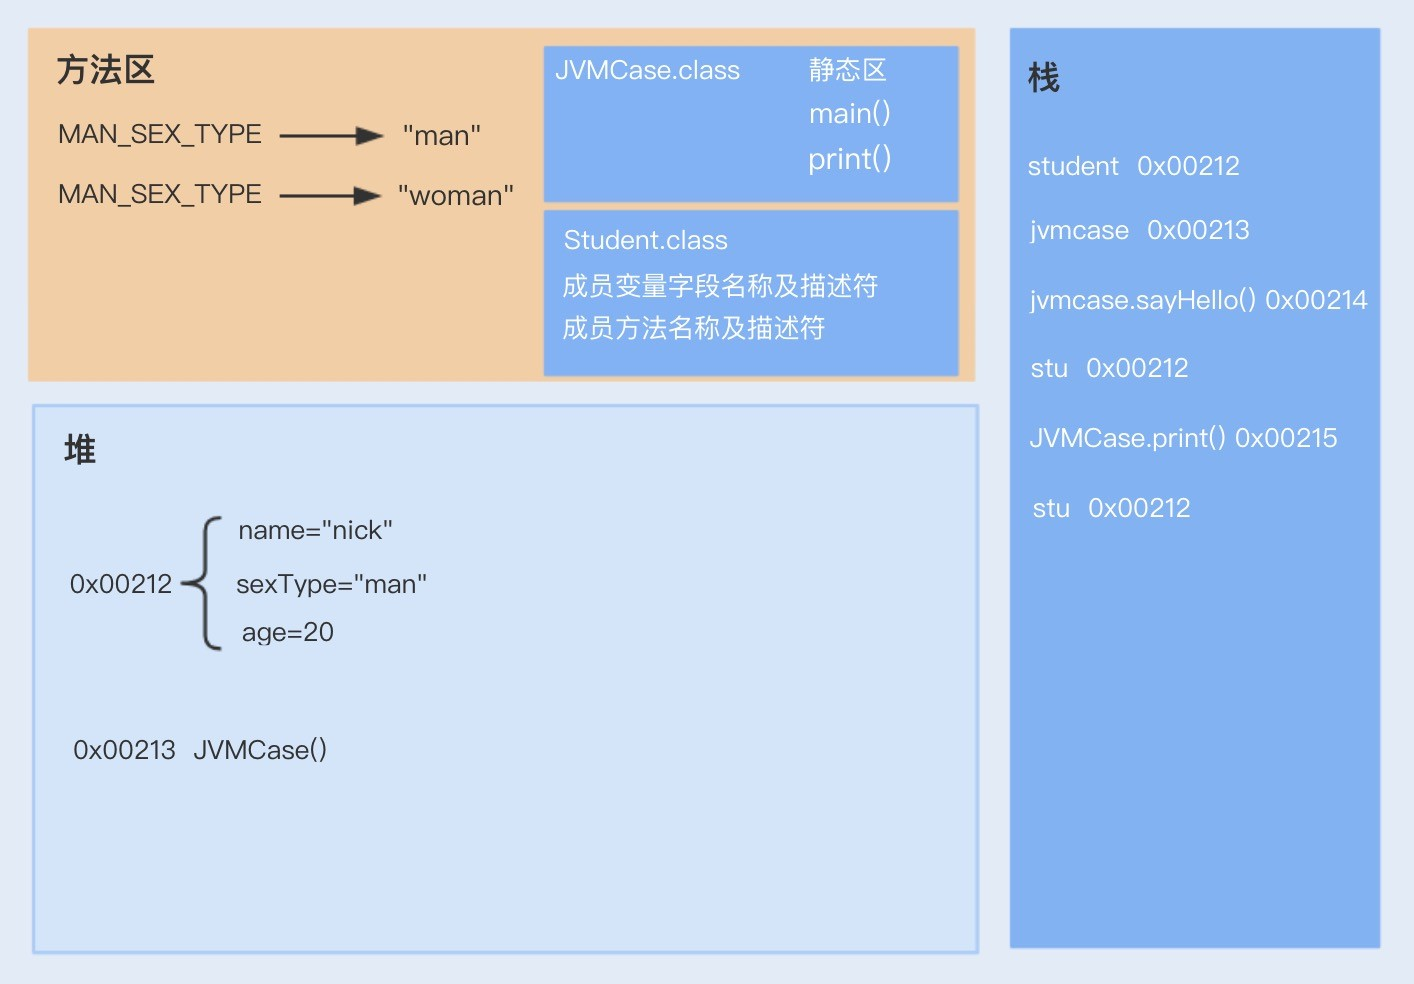 方法区
MAN_SEX_TYPE "man"
MAN_SEX_TYPE "woman"
JVMCase.class 静态区
main()
print()
Student.class
成员变量字段名称及描述符
成员方法名称及描述符
堆
name="nick"
0x00212 sexType="man"
age=20
0x00213 JVMCase()
栈
student 0x00212
jvmcase 0x00213
jvmcase.sayHello() 0x00214
stu 0x00212
JVMCase.print() 0x00215
stu 0x00212